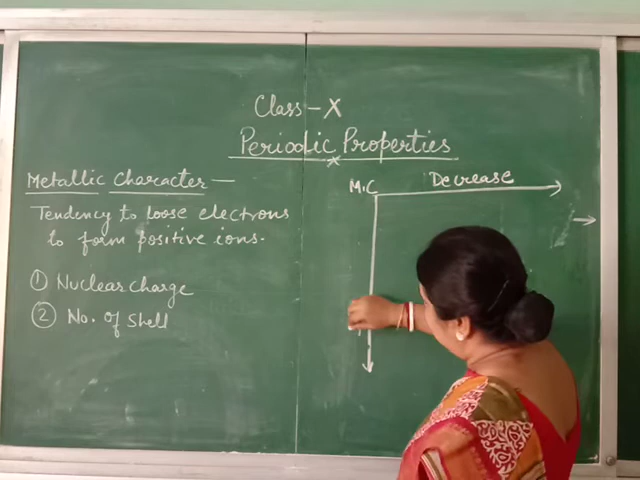 Class - X
Periodic Properties
Metallic Character —
Tendency to loose electrons
to form positive ions.
① Nuclear charge
② No. of shell
M.C
Decrease